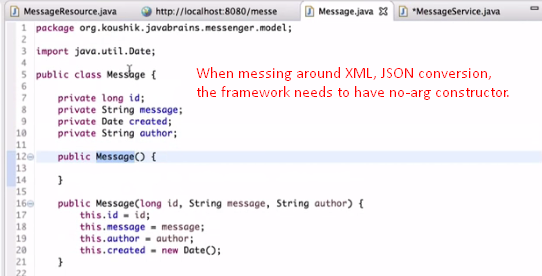 MessageResource.java http://localhost:8080/messe Message.java *MessageService.java
1 package org.koushik.javabrains.messenger.model;
2
3 import java.util.Date;
4
5 public class Message {
6
7 private long id;
8 private String message;
9 private Date created;
10 private String author;
11
12 public Message() {
13
14 }
15
16 public Message(long id, String message, String author) {
17 this.id = id;
18 this.message = message;
19 this.author = author;
20 this.created = new Date();
21 }
22
When messing around XML, JSON conversion,
the framework needs to have no-arg constructor.